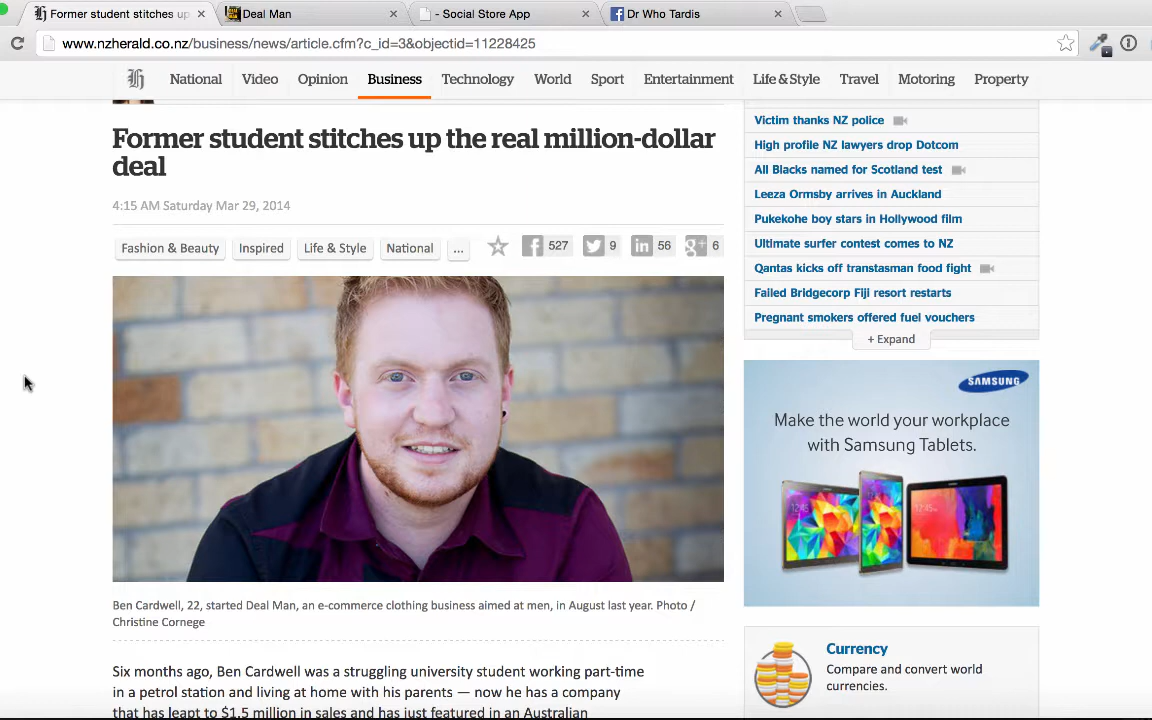 Former student stitches up
Deal Man
- Social Store App
Dr Who Tardis
www.nzherald.co.nz/business/news/article.cfm?c_id=3&objectid=11228425
National Video Opinion Business Technology World Sport Entertainment Life & Style Travel Motoring Property
Former student stitches up the real million-dollar
deal
4:15 AM Saturday Mar 29, 2014
Fashion & Beauty Inspired Life & Style National ... 527 9 56 6
Ben Cardwell, 22, started Deal Man, an e-commerce clothing business aimed at men, in August last year. Photo /
Christine Cornege
Six months ago, Ben Cardwell was a struggling university student working part-time
in a petrol station and living at home with his parents — now he has a company
that has leapt to $1.5 million in sales and has just featured in an Australian
Victim thanks NZ police
High profile NZ lawyers drop Dotcom
All Blacks named for Scotland test
Leeza Ormsby arrives in Auckland
Pukekohe boy stars in Hollywood film
Ultimate surfer contest comes to NZ
Qantas kicks off transtasman food fight
Failed Bridgecorp Fiji resort restarts
Pregnant smokers offered fuel vouchers
+ Expand
SAMSUNG
Make the world your workplace
with Samsung Tablets.
12:45
12:45
Currency
Compare and convert world
currencies.